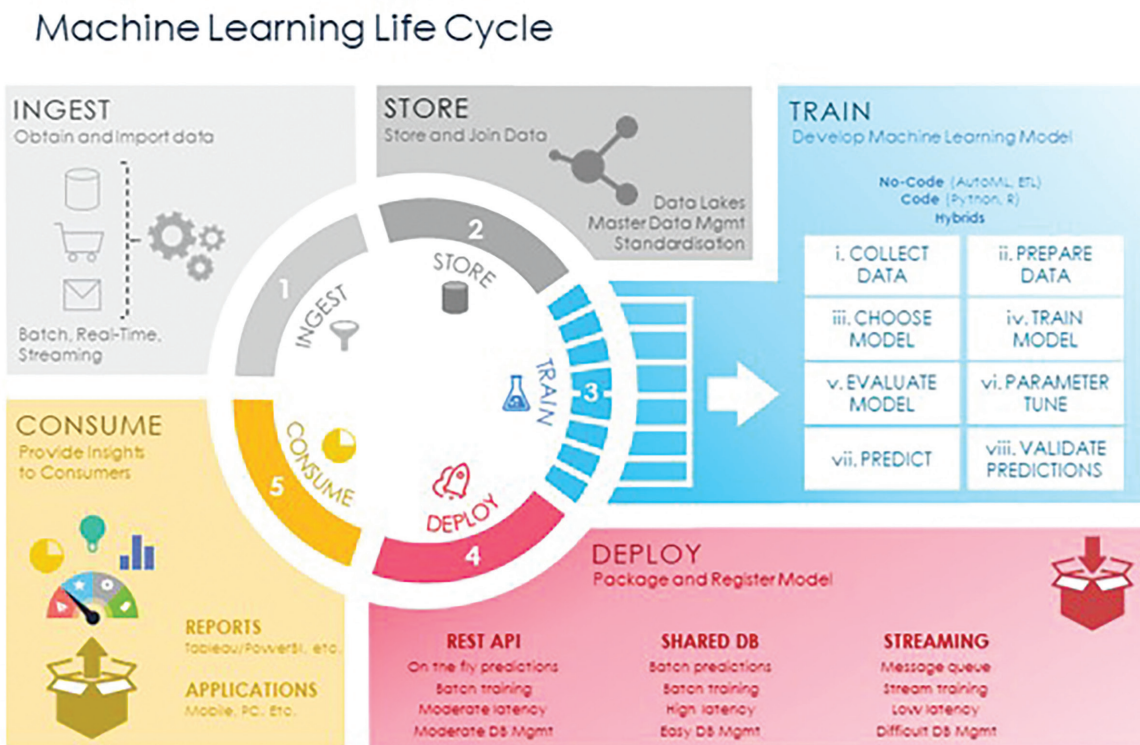 Machine Learning Life Cycle
INGEST
Obtain and Import data
Batch, Real-Time,
Streaming
STORE
Store and Join Data
Data Lakes
Master Data Mgmt
Standardisation
TRAIN
Develop Machine Learning Model
No-Code (AutoML, ETL)
Code (Python, R)
Hybrids
i. COLLECT
DATA
ii. PREPARE
DATA
iii. CHOOSE
MODEL
iv. TRAIN
MODEL
v. EVALUATE
MODEL
vi. PARAMETER
TUNE
vii. PREDICT
viii. VALIDATE
PREDICTIONS
1
INGEST
2
STORE
3
TRAIN
4
DEPLOY
5
CONSUME
CONSUME
Provide Insights
to Consumers
REPORTS
Tableau/PowerBI, etc.
APPLICATIONS
Mobile, PC, Etc.
DEPLOY
Package and Register Model
REST API
On the fly predictions
Batch training
Moderate latency
Moderate DB Mgmt
SHARED DB
Batch predictions
Batch training
High latency
Easy DB Mgmt
STREAMING
Message queue
Stream training
Low latency
Difficult DB Mgmt